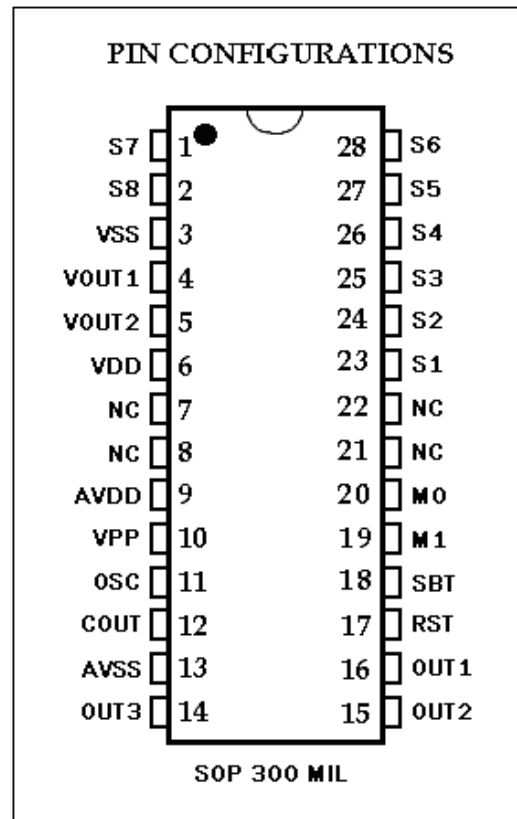 PIN CONFIGURATIONS
S7 1 28 S6
S8 2 27 S5
VSS 3 26 S4
VOUT1 4 25 S3
VOUT2 5 24 S2
VDD 6 23 S1
NC 7 22 NC
NC 8 21 NC
AVDD 9 20 M0
VPP 10 19 M1
OSC 11 18 SBT
COUT 12 17 RST
AVSS 13 16 OUT1
OUT3 14 15 OUT2
SOP 300 MIL